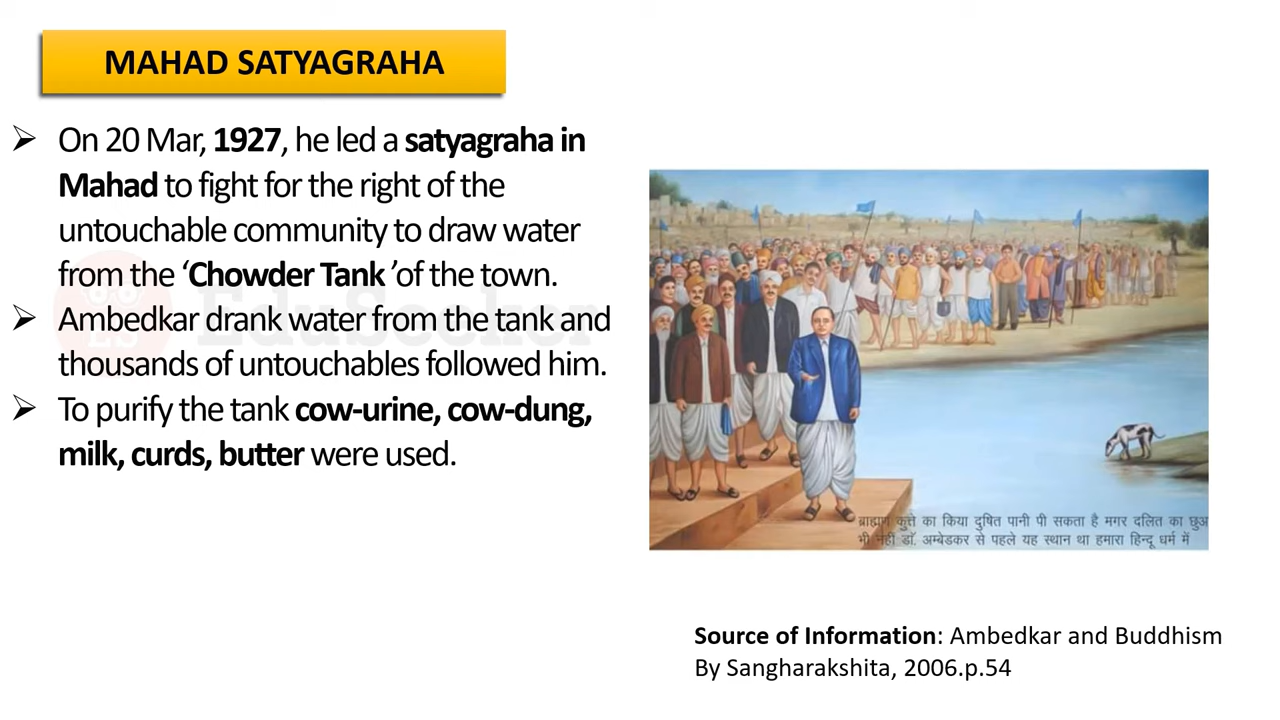 MAHAD SATYAGRAHA
➢ On 20 Mar, 1927, he led a satyagraha in
Mahad to fight for the right of the
untouchable community to draw water
from the ‘Chowder Tank ’of the town.
➢ Ambedkar drank water from the tank and
thousands of untouchables followed him.
➢ To purify the tank cow-urine, cow-dung,
milk, curds, butter were used.
EduSeeker
ब्राह्मण कुत्ते का किया दुषित पानी पी सकता है मगर दलित का छुआ
भी नहीं डॉ. अम्बेडकर से पहले यह स्थान था हमारा हिन्दू धर्म में
Source of Information: Ambedkar and Buddhism
By Sangharakshita, 2006.p.54